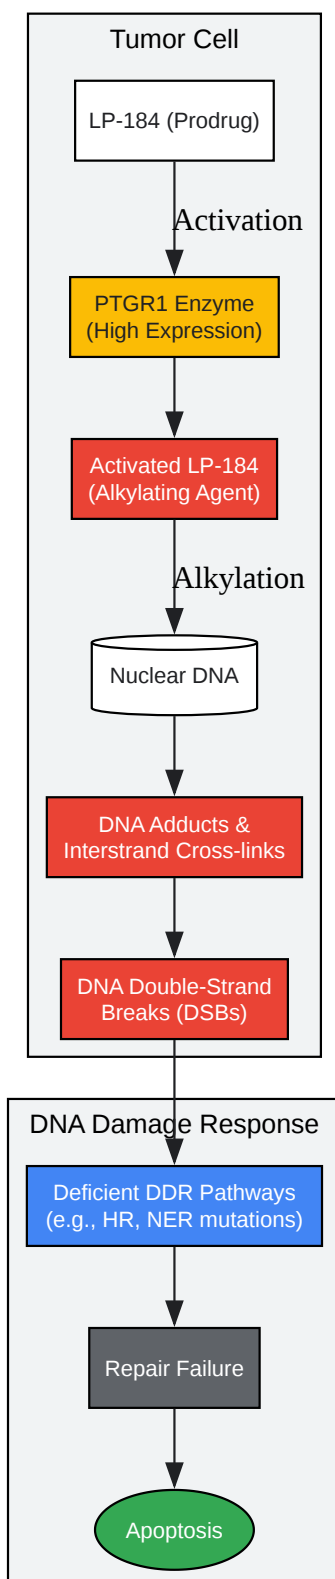 Tumor Cell
LP-184 (Prodrug)
Activation
PTGR1 Enzyme
(High Expression)
Activated LP-184
(Alkylating Agent)
Alkylation
Nuclear DNA
DNA Adducts &
Interstrand Cross-links
DNA Double-Strand
Breaks (DSBs)
DNA Damage Response
Deficient DDR Pathways
(e.g., HR, NER mutations)
Repair Failure
Apoptosis